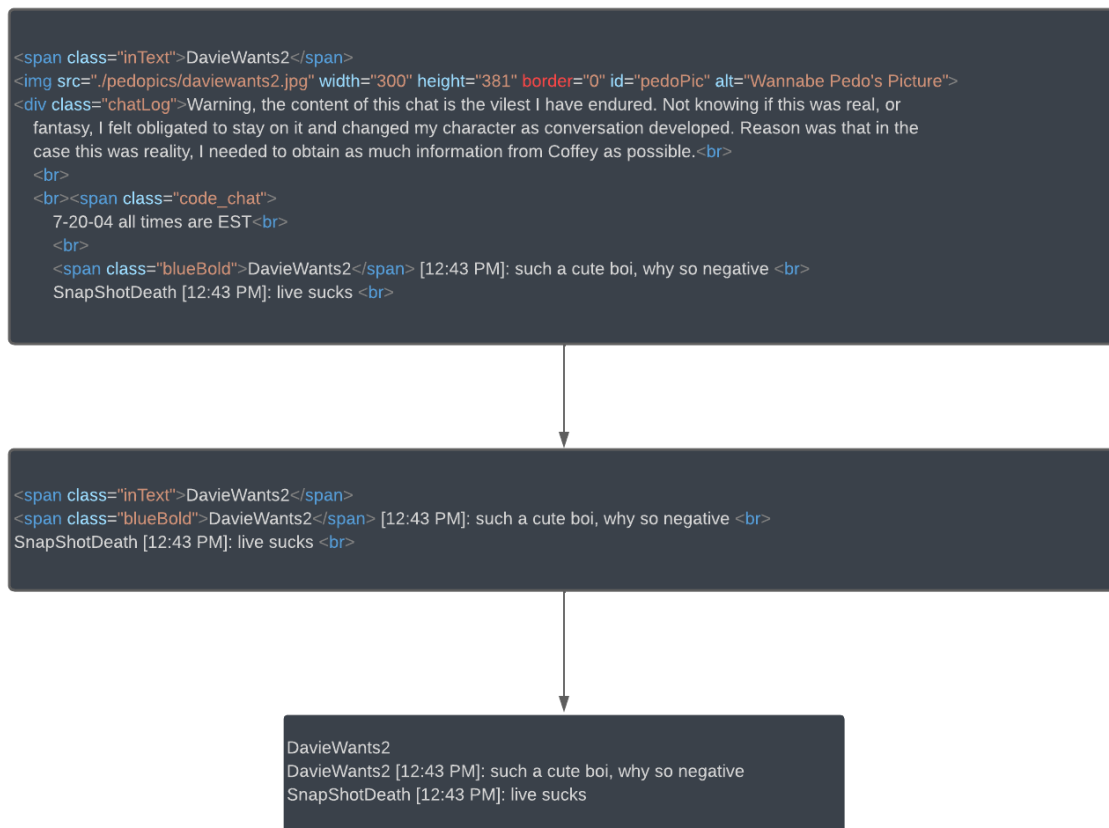 <span class="inText">DavieWants2</span>
<img src="./pedopics/daviewants2.jpg" width="300" height="381" border="0" id="pedoPic" alt="Wannabe Pedo's Picture">
<div class="chatLog">Warning, the content of this chat is the vilest I have endured. Not knowing if this was real, or
fantasy, I felt obligated to stay on it and changed my character as conversation developed. Reason was that in the
case this was reality, I needed to obtain as much information from Coffey as possible.<br>
<br>
<br><span class="code_chat">
7-20-04 all times are EST<br>
<br>
<span class="blueBold">DavieWants2</span> [12:43 PM]: such a cute boi, why so negative <br>
SnapShotDeath [12:43 PM]: live sucks <br>
<span class="inText">DavieWants2</span>
<span class="blueBold">DavieWants2</span> [12:43 PM]: such a cute boi, why so negative <br>
SnapShotDeath [12:43 PM]: live sucks <br>
DavieWants2
DavieWants2 [12:43 PM]: such a cute boi, why so negative
SnapShotDeath [12:43 PM]: live sucks